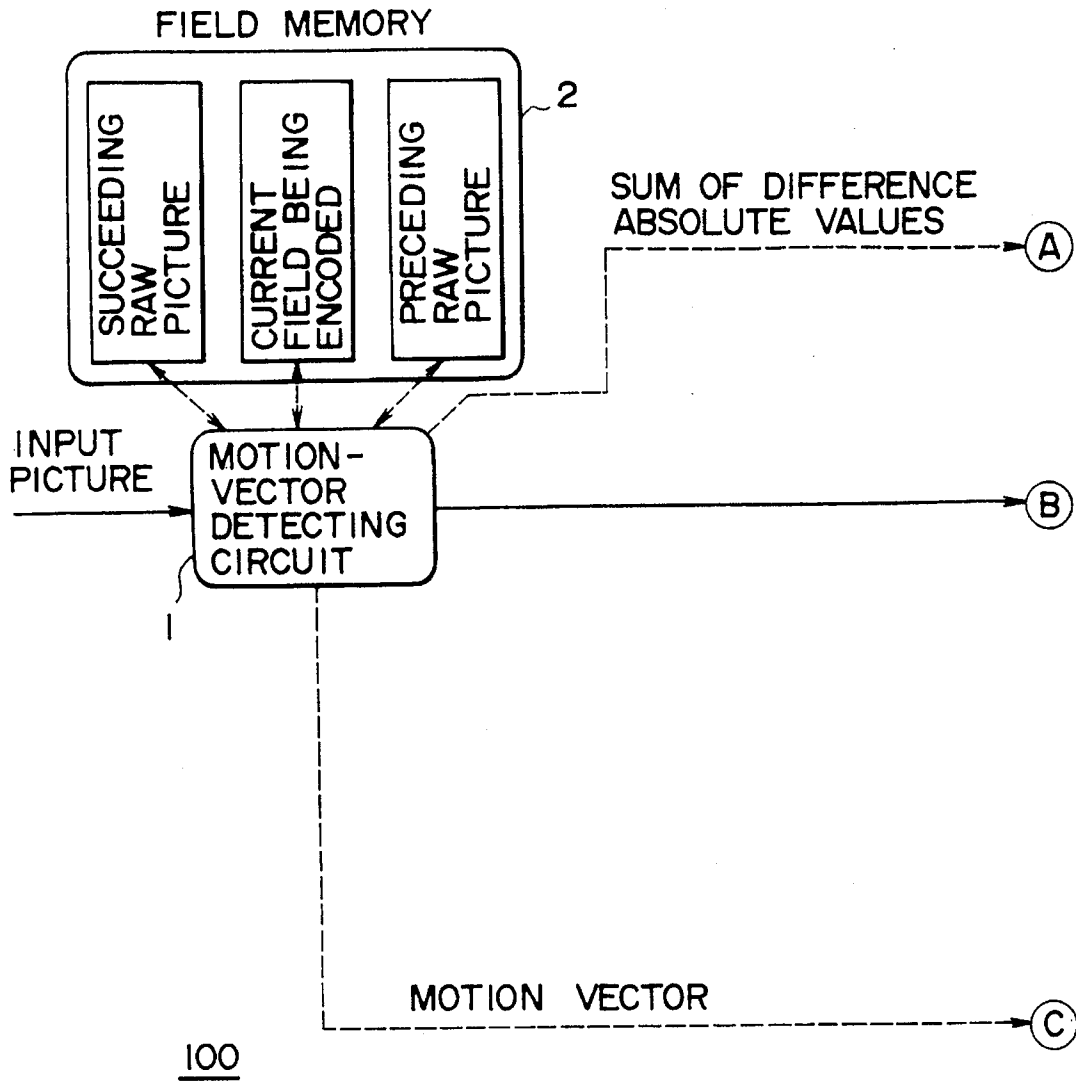 FIELD MEMORY
2
SUCCEEDING
RAW
PICTURE
CURRENT
FIELD BEING
ENCODED
PRECEDING
RAW
PICTURE
SUM OF DIFFERENCE
ABSOLUTE VALUES
A
INPUT
PICTURE
MOTION-
VECTOR
DETECTING
CIRCUIT
B
1
MOTION VECTOR
C
100